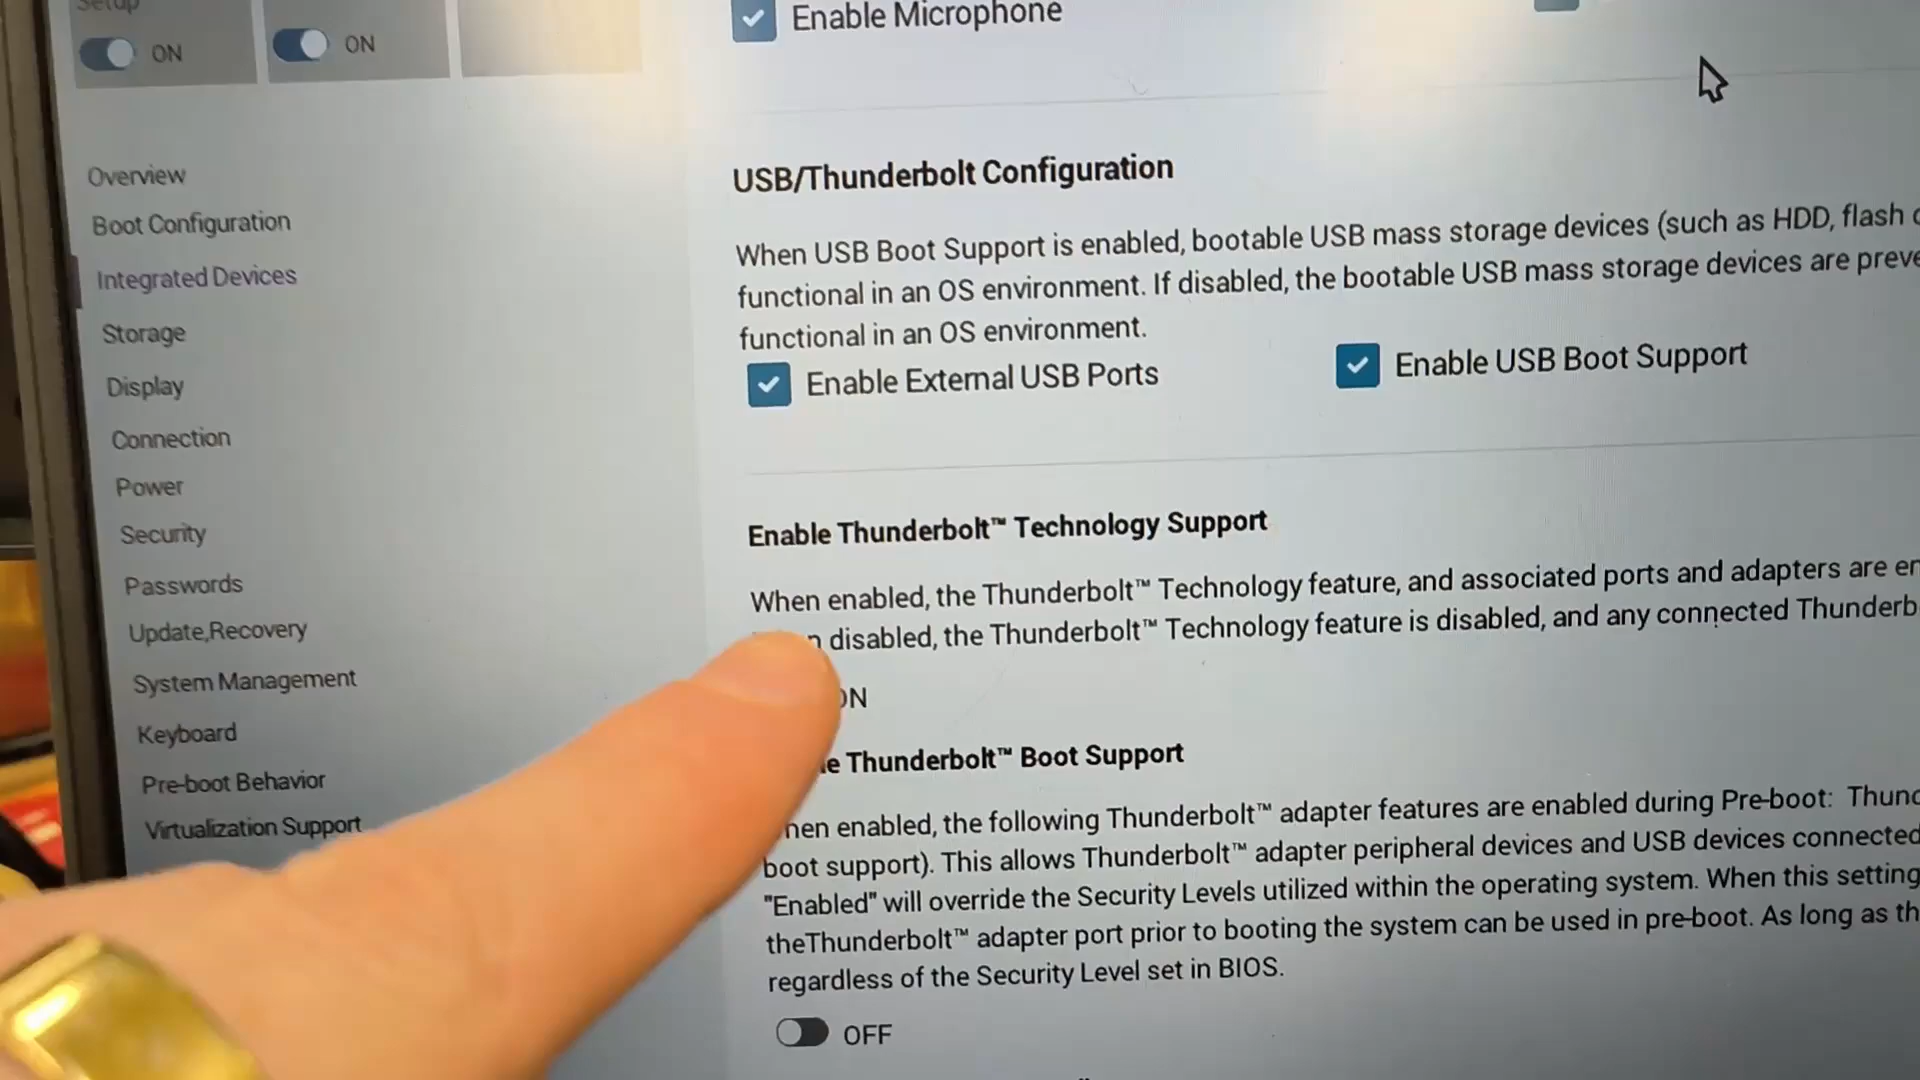 Setup
ON
ON
Enable Microphone
Overview
Boot Configuration
Integrated Devices
Storage
Display
Connection
Power
Security
Passwords
Update,Recovery
System Management
Keyboard
Pre-boot Behavior
Virtualization Support
USB/Thunderbolt Configuration
When USB Boot Support is enabled, bootable USB mass storage devices (such as HDD, flash
functional in an OS environment. If disabled, the bootable USB mass storage devices are preve
functional in an OS environment.
Enable External USB Ports
Enable USB Boot Support
Enable Thunderbolt™ Technology Support
When enabled, the Thunderbolt™ Technology feature, and associated ports and adapters are en
disabled, the Thunderbolt™ Technology feature is disabled, and any connected Thunderb
ON
Thunderbolt™ Boot Support
hen enabled, the following Thunderbolt™ adapter features are enabled during Pre-boot: Thund
boot support). This allows Thunderbolt™ adapter peripheral devices and USB devices connected
"Enabled" will override the Security Levels utilized within the operating system. When this setting
theThunderbolt™ adapter port prior to booting the system can be used in pre-boot. As long as th
regardless of the Security Level set in BIOS.
OFF